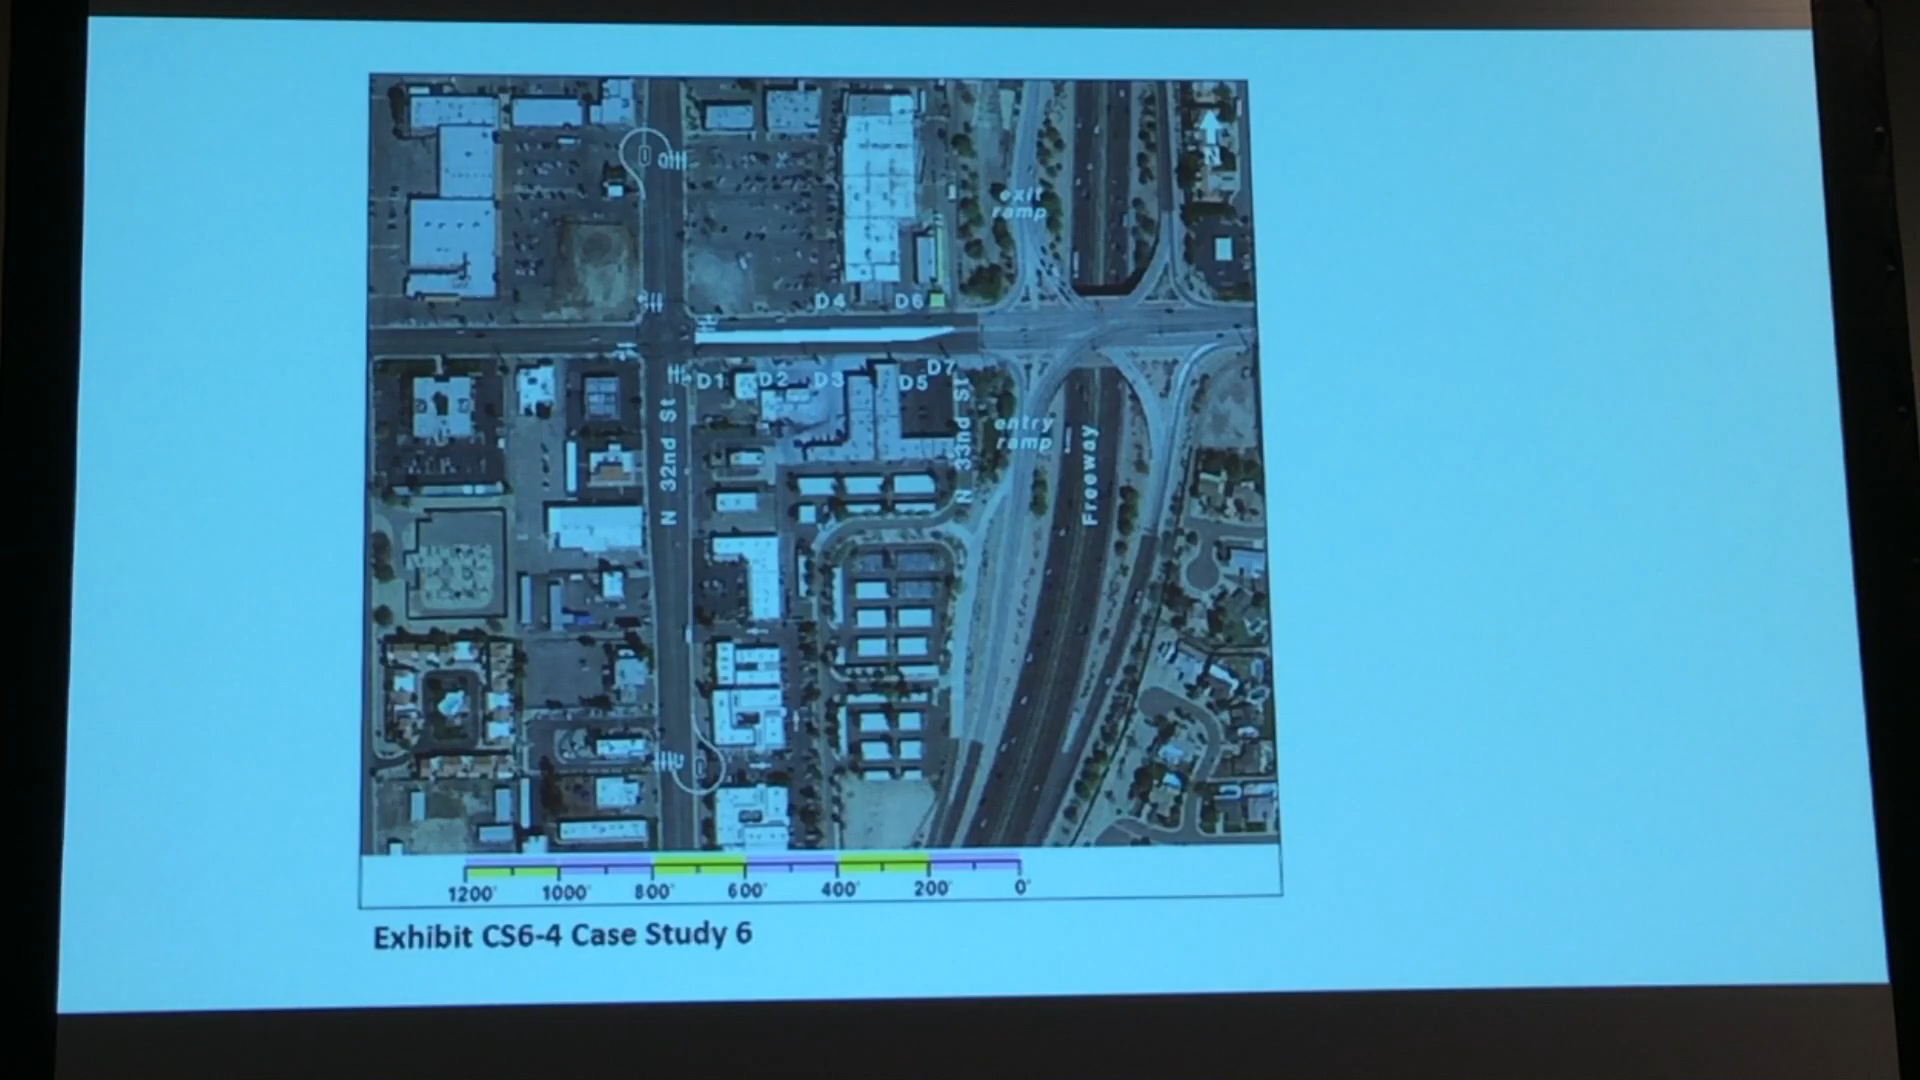 N
exit
ramp
D4 D6
D1 D2 D3 D5 D7
N 32nd St
N 33nd St
entry
ramp
Freeway
1200' 1000' 800' 600' 400' 200' 0'
Exhibit CS6-4 Case Study 6